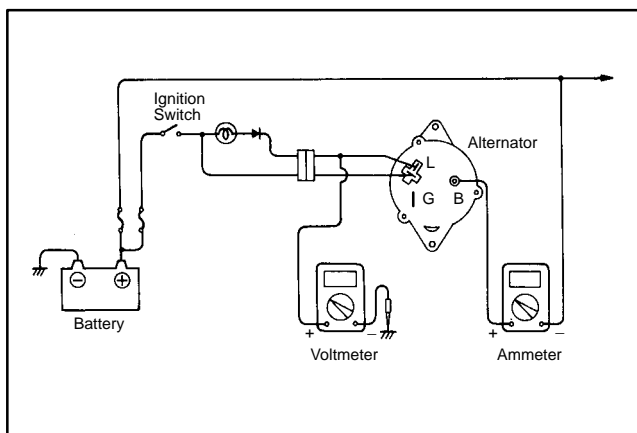 Ignition
Switch
Alternator
L
I G B
− +
Battery
+ −
Voltmeter
+ −
Ammeter